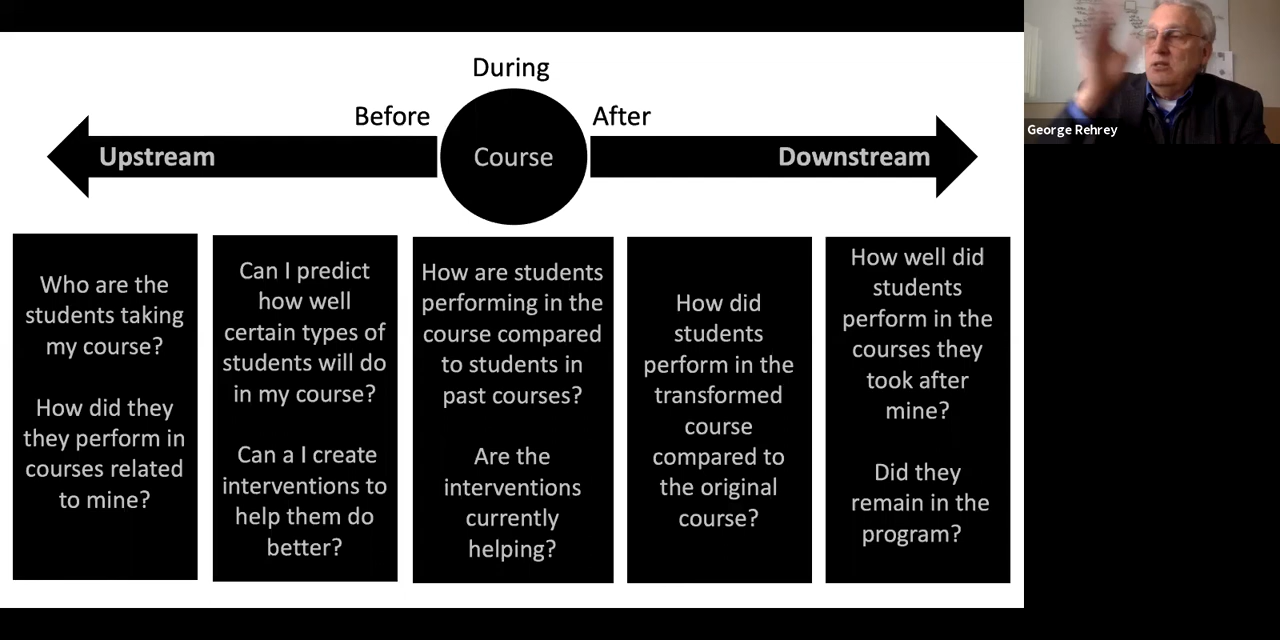 During
Before
After
Upstream
Course
Downstream
Who are the
students taking
my course?
How did they
they perform in
courses related
to mine?
Can I predict
how well
certain types of
students will do
in my course?
Can a I create
interventions to
help them do
better?
How are students
performing in the
course compared
to students in
past courses?
Are the
interventions
currently
helping?
How did
students
perform in the
transformed
course
compared to
the original
course?
How well did
students
perform in the
courses they
took after
mine?
Did they
remain in the
program?
George Rehrey